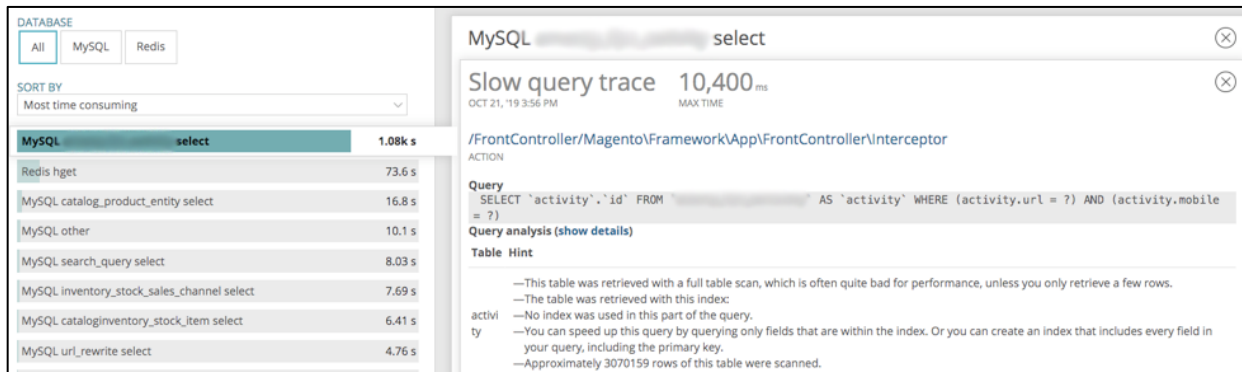 DATABASE
All MySQL Redis
SORT BY
Most time consuming
MySQL select 1.08k s
Redis hget 73.6 s
MySQL catalog_product_entity select 16.8 s
MySQL other 10.1 s
MySQL search_query select 8.03 s
MySQL inventory_stock_sales_channel select 7.69 s
MySQL cataloginventory_stock_item select 6.41 s
MySQL url_rewrite select 4.76 s
MySQL select
Slow query trace 10,400 ms
OCT 21, '19 3:56 PM MAX TIME
/FrontController/Magento\Framework\App\FrontController\Interceptor
ACTION
Query
SELECT `activity`.`id` FROM ` ` AS `activity` WHERE (activity.url = ?) AND (activity.mobile
= ?)
Query analysis (show details)
Table Hint
—This table was retrieved with a full table scan, which is often quite bad for performance, unless you only retrieve a few rows.
—The table was retrieved with this index:
activi —No index was used in this part of the query.
ty —You can speed up this query by querying only fields that are within the index. Or you can create an index that includes every field in
your query, including the primary key.
—Approximately 3070159 rows of this table were scanned.